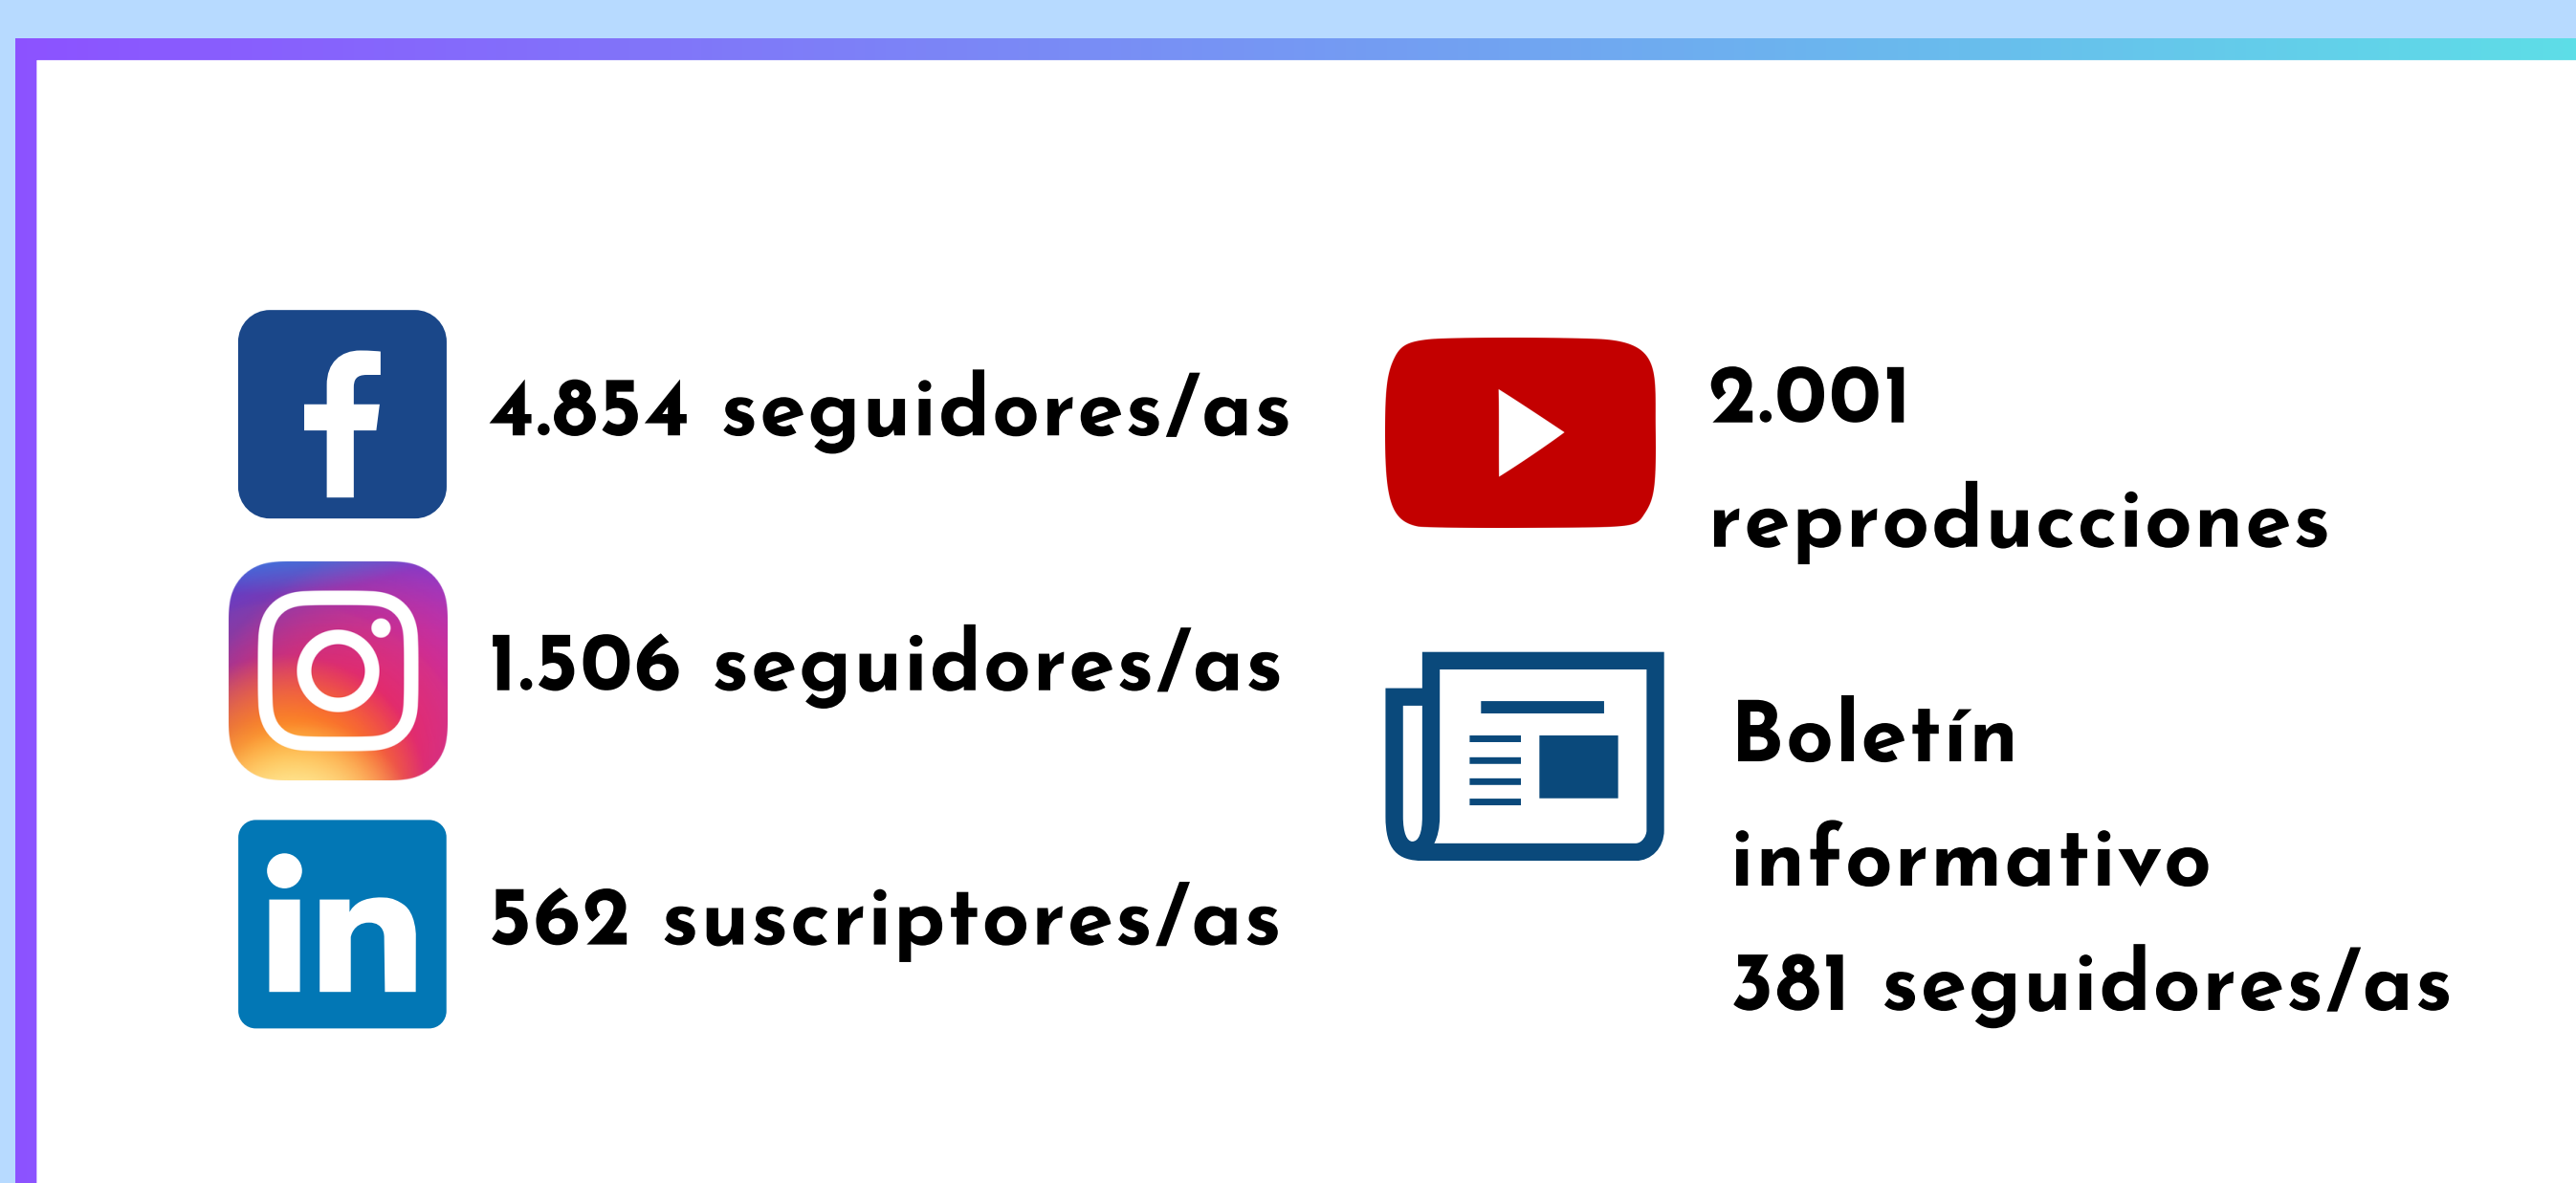 4.854 seguidores/as
1.506 seguidores/as
in
562 suscriptores/as
2.001
reproducciones
Boletín
informativo
381 seguidores/as